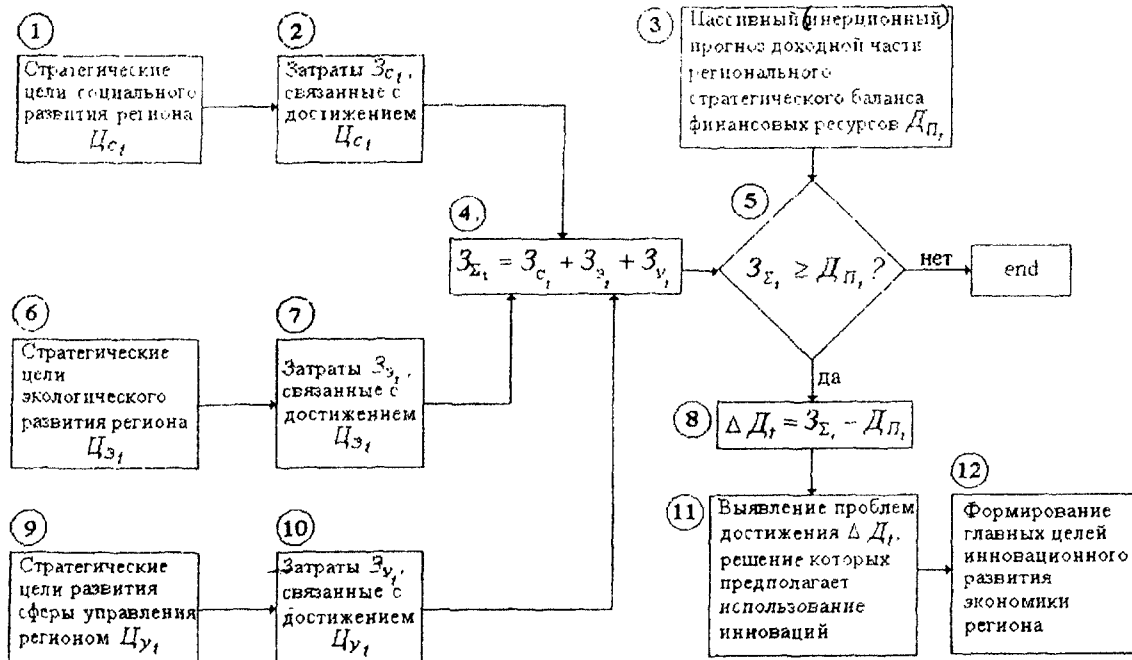 1
Стратегические
цели социального
развития региона
Ц_{с_t}
2
Затраты З_{с_t},
связанные с
достижением
Ц_{с_t}
3
Пассивный (инерционный)
прогноз доходной части
регионального
стратегического баланса
финансовых ресурсов Д_{П_t}
4.
З_{Σ_t} = З_{с_t} + З_{э_t} + З_{у_t}
5
З_{Σ_t} ≥ Д_{П_t} ?
нет
end
да
6
Стратегические
цели
экологического
развития региона
Ц_{э_t}
7
Затраты З_{э_t},
связанные с
достижением
Ц_{э_t}
8
Δ Д_t = З_{Σ_t} − Д_{П_t}
9
Стратегические
цели развития
сферы управления
регионом Ц_{у_t}
10
Затраты З_{у_t},
связанные с
достижением
Ц_{у_t}
11
Выявление проблем
достижения Δ Д_t,
решение которых
предполагает
использование
инноваций
12
Формирование
главных целей
инновационного
развития
экономики
региона